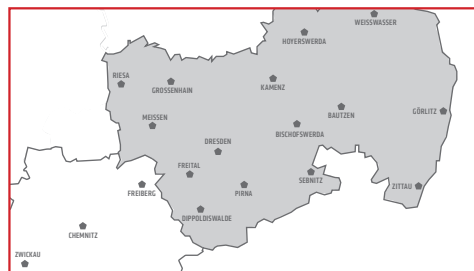 WEISSWASSER
HOYERSWERDA
RIESA
GROSSENHAIN
KAMENZ
BAUTZEN
GÖRLITZ
MEISSEN
BISCHOFSWERDA
DRESDEN
FREITAL
SEBNITZ
FREIBERG
PIRNA
ZITTAU
DIPPOLDISWALDE
CHEMNITZ
ZWICKAU